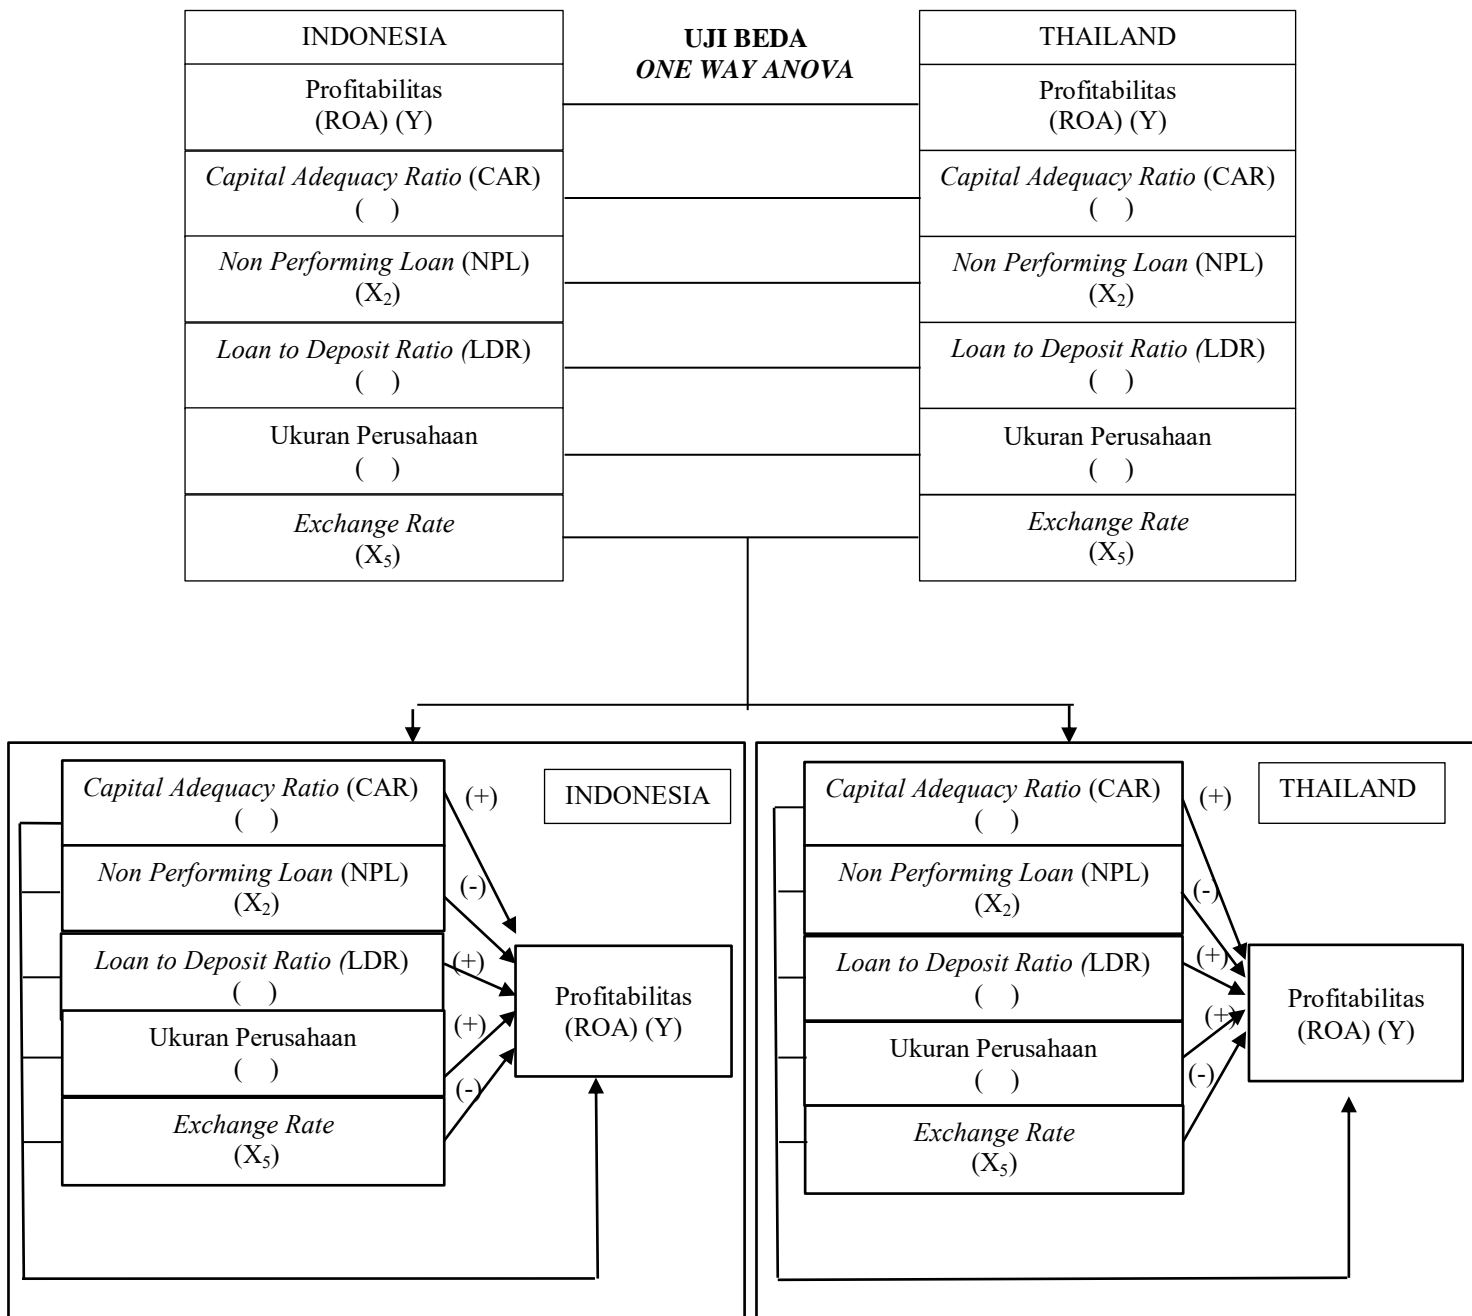 INDONESIA
UJI BEDA
ONE WAY ANOVA
THAILAND
Profitabilitas
(ROA) (Y)
Capital Adequacy Ratio (CAR)
( )
Non Performing Loan (NPL)
(X₂)
Loan to Deposit Ratio (LDR)
( )
Ukuran Perusahaan
( )
Exchange Rate
(X₅)
Profitabilitas
(ROA) (Y)
Capital Adequacy Ratio (CAR)
( )
Non Performing Loan (NPL)
(X₂)
Loan to Deposit Ratio (LDR)
( )
Ukuran Perusahaan
( )
Exchange Rate
(X₅)
Capital Adequacy Ratio (CAR)
( )
Non Performing Loan (NPL)
(X₂)
Loan to Deposit Ratio (LDR)
( )
Ukuran Perusahaan
( )
Exchange Rate
(X₅)
(+)
(-)
(+)
(+)
(-)
INDONESIA
Profitabilitas
(ROA) (Y)
Capital Adequacy Ratio (CAR)
( )
Non Performing Loan (NPL)
(X₂)
Loan to Deposit Ratio (LDR)
( )
Ukuran Perusahaan
( )
Exchange Rate
(X₅)
(+)
(-)
(+)
(+)
(-)
THAILAND
Profitabilitas
(ROA) (Y)